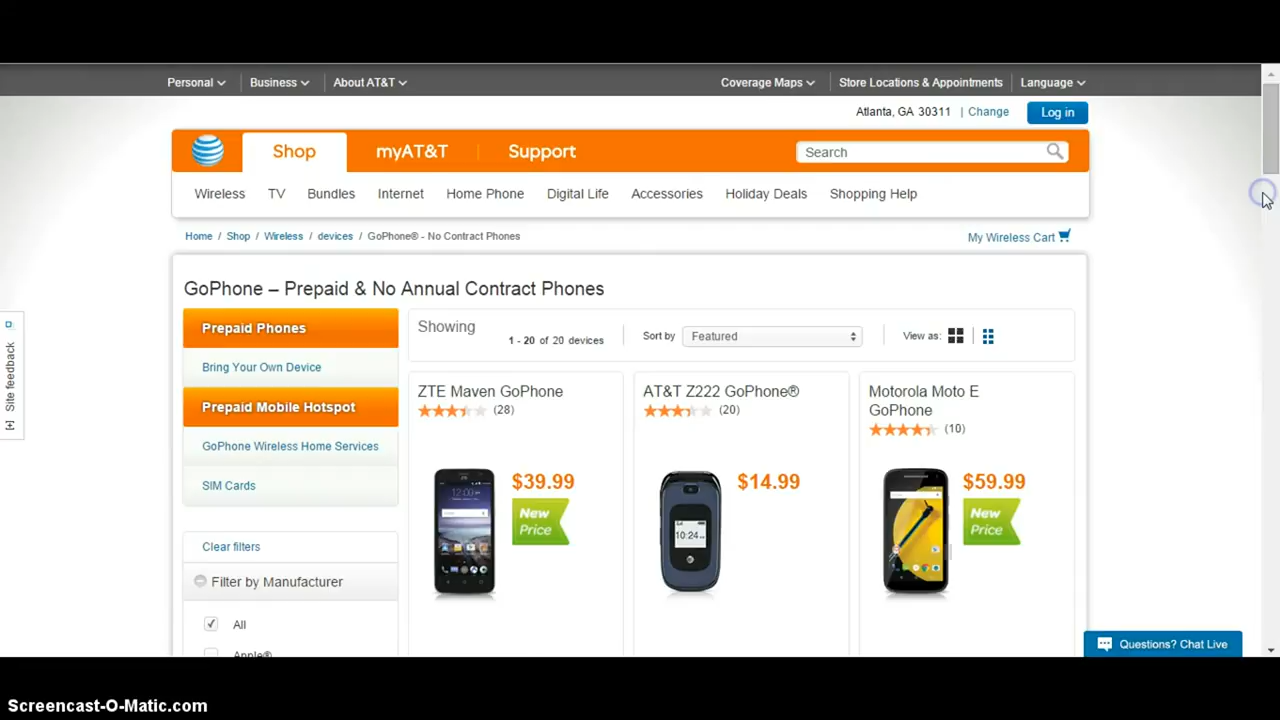 Personal Business About AT&T Coverage Maps Store Locations & Appointments Language
Atlanta, GA 30311 | Change Log in
Shop myAT&T Support Search
Wireless TV Bundles Internet Home Phone Digital Life Accessories Holiday Deals Shopping Help
Home / Shop / Wireless / devices / GoPhone® - No Contract Phones My Wireless Cart
GoPhone – Prepaid & No Annual Contract Phones
Prepaid Phones
Bring Your Own Device
Prepaid Mobile Hotspot
GoPhone Wireless Home Services
SIM Cards
Clear filters
Filter by Manufacturer
All
Apple®
Showing 1 - 20 of 20 devices Sort by Featured View as:
ZTE Maven GoPhone
(28)
$39.99
New
Price
AT&T Z222 GoPhone®
(20)
$14.99
10:24
Motorola Moto E
GoPhone
(10)
$59.99
New
Price
[+] Site feedback
Questions? Chat Live
Screencast-O-Matic.com